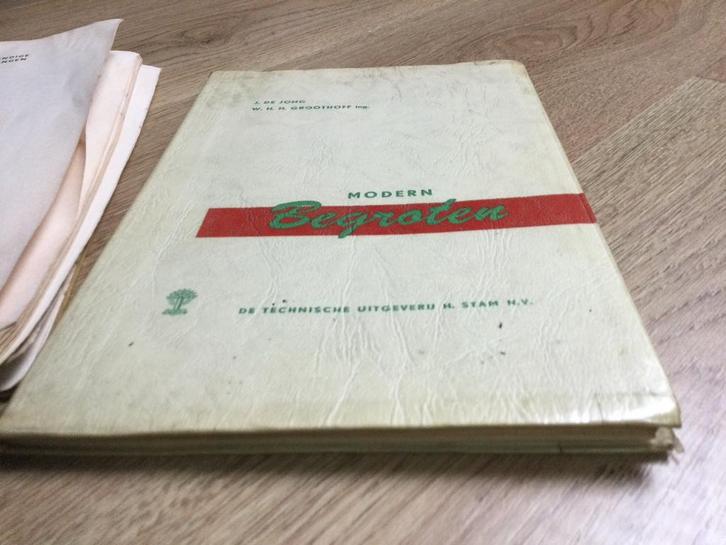 J. DE JONG
W. H. H. GROOTHOFF ing.
MODERN
Begroten
DE TECHNISCHE UITGEVERIJ H. STAM N.V.